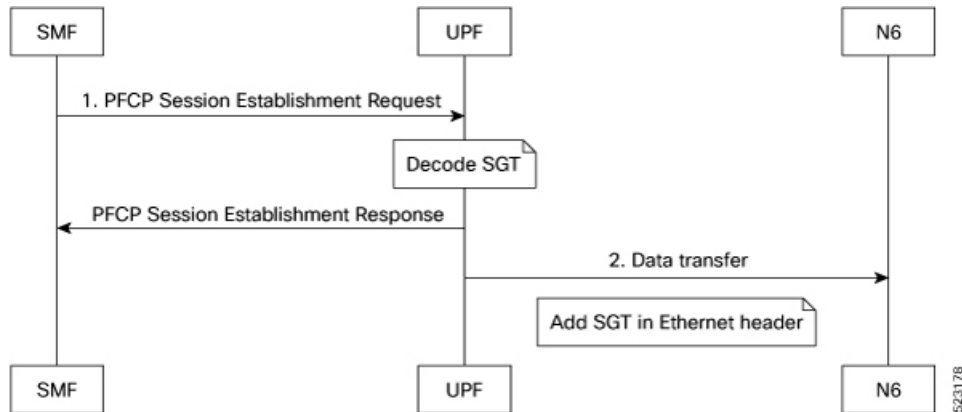 SMF
UPF
N6
1. PFCP Session Establishment Request
Decode SGT
PFCP Session Establishment Response
2. Data transfer
Add SGT in Ethernet header
SMF
UPF
N6
523178